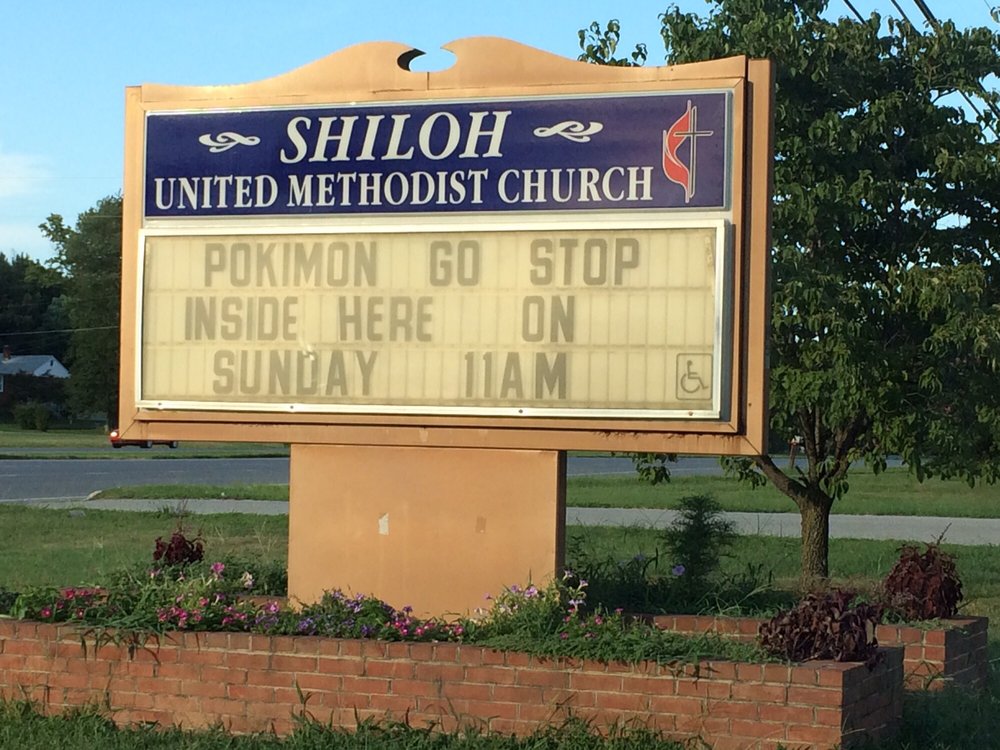 SHILOH
UNITED METHODIST CHURCH
POKIMON GO STOP
INSIDE HERE ON
SUNDAY 11AM